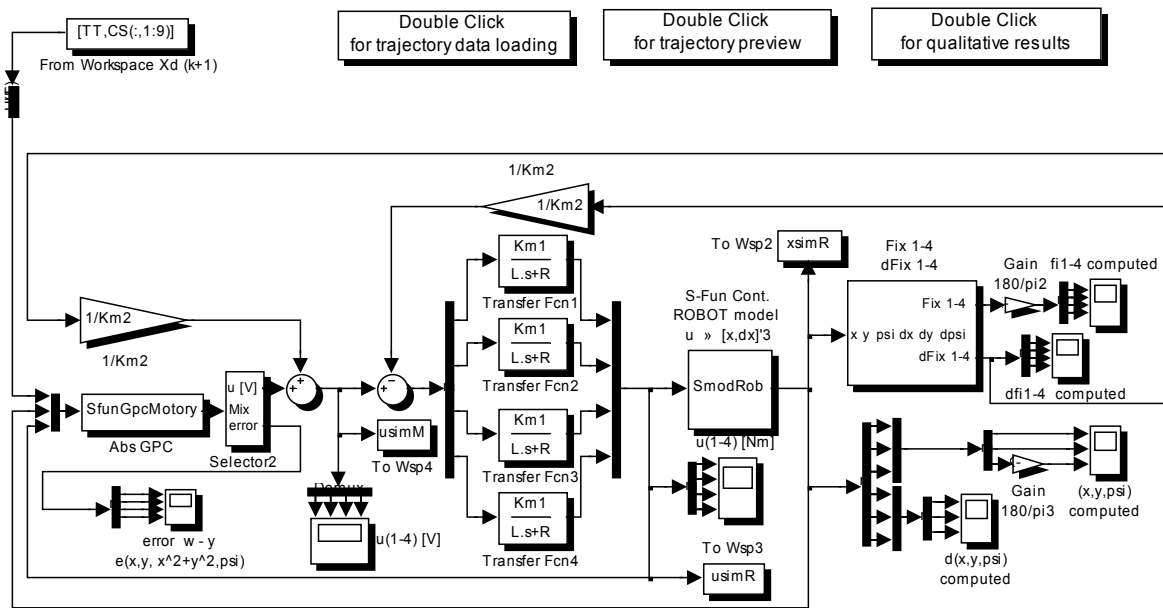 [TT,CS(:,1:9)]
From Workspace Xd (k+1)
Double Click
for trajectory data loading
Double Click
for trajectory preview
Double Click
for qualitative results
1/Km2
1/Km2
1/Km2
1/Km2
Km1
L.s+R
Transfer Fcn1
Km1
L.s+R
Transfer Fcn2
Km1
L.s+R
Transfer Fcn3
Km1
L.s+R
Transfer Fcn4
To Wsp2
xsimR
S-Fun Cont.
ROBOT model
u » [x,dx]'3
SmodRob
u(1-4) [Nm]
Fix 1-4
dFix 1-4
x y psi dx dy dpsi
Fix 1-4
dFix 1-4
Gain
180/pi2
fi1-4 computed
dfi1-4 computed
SfunGpcMotory
Abs GPC
u [V]
Mix
error
Selector2
usimM
To Wsp4
Demux
u(1-4) [V]
error w - y
e(x,y, x^2+y^2,psi)
To Wsp3
usimR
Gain
180/pi3
(x,y,psi)
computed
d(x,y,psi)
computed